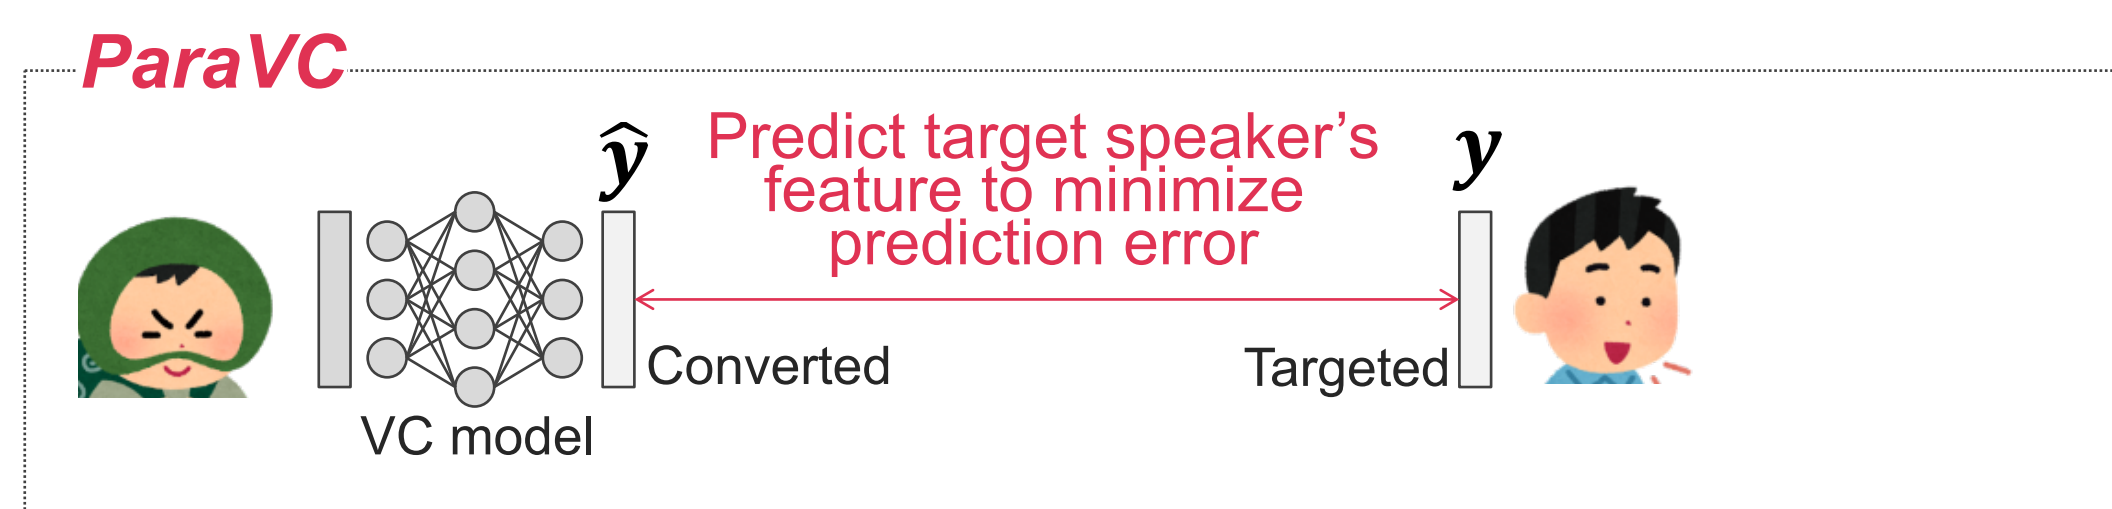 ParaVC
ŷ
Predict target speaker’s
feature to minimize
prediction error
y
Converted
Targeted
VC model